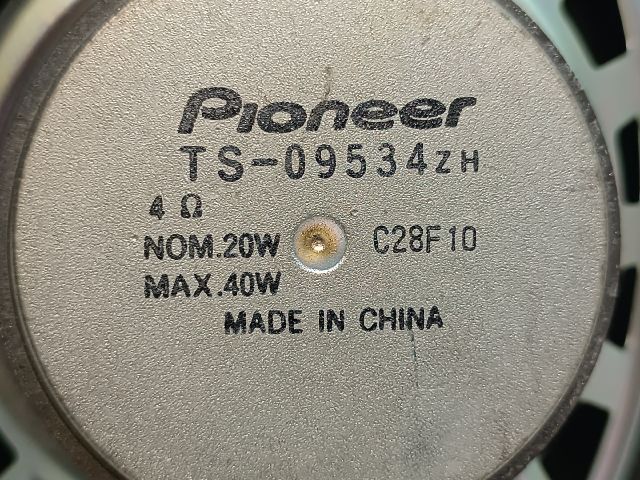 Pioneer
TS-09534ZH
4 Ω
NOM.20W C28F10
MAX.40W
MADE IN CHINA